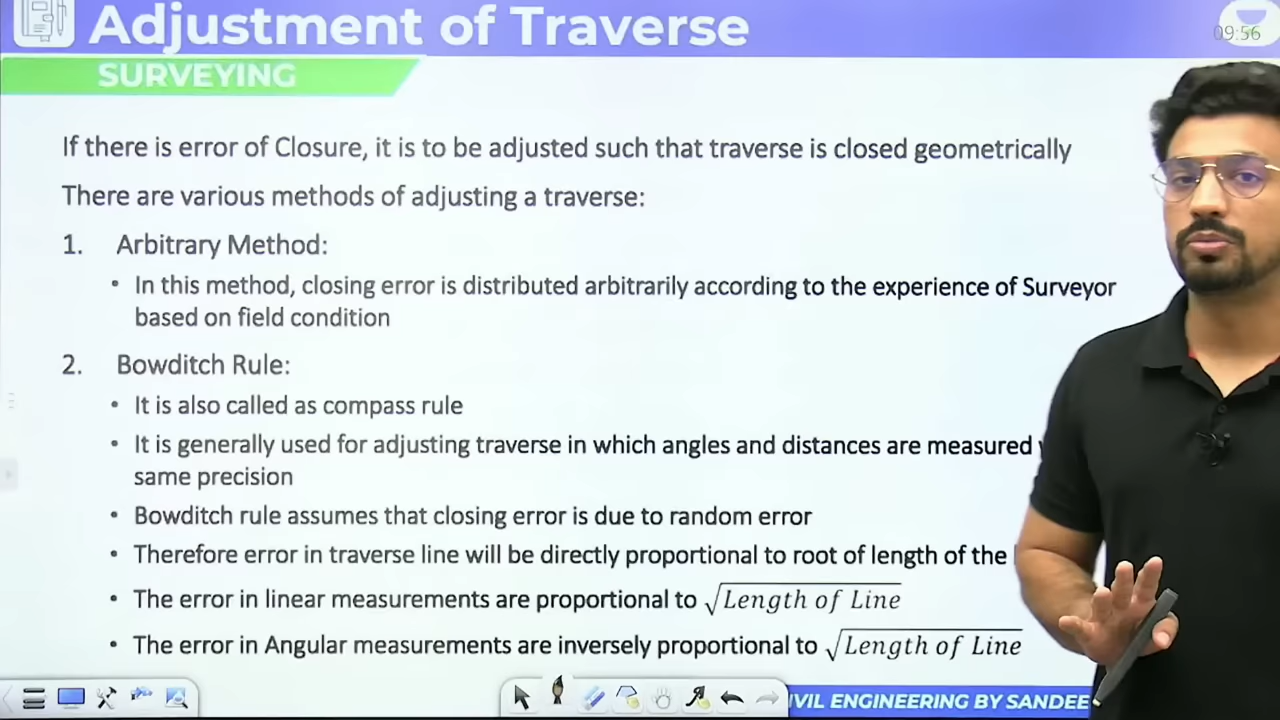 Adjustment of Traverse
09:56
SURVEYING
If there is error of Closure, it is to be adjusted such that traverse is closed geometrically
There are various methods of adjusting a traverse:
1. Arbitrary Method:
• In this method, closing error is distributed arbitrarily according to the experience of Surveyor
based on field condition
2. Bowditch Rule:
• It is also called as compass rule
• It is generally used for adjusting traverse in which angles and distances are measured
same precision
• Bowditch rule assumes that closing error is due to random error
• Therefore error in traverse line will be directly proportional to root of length of the
• The error in linear measurements are proportional to √Length of Line
• The error in Angular measurements are inversely proportional to √Length of Line
IVIL ENGINEERING BY SANDEE